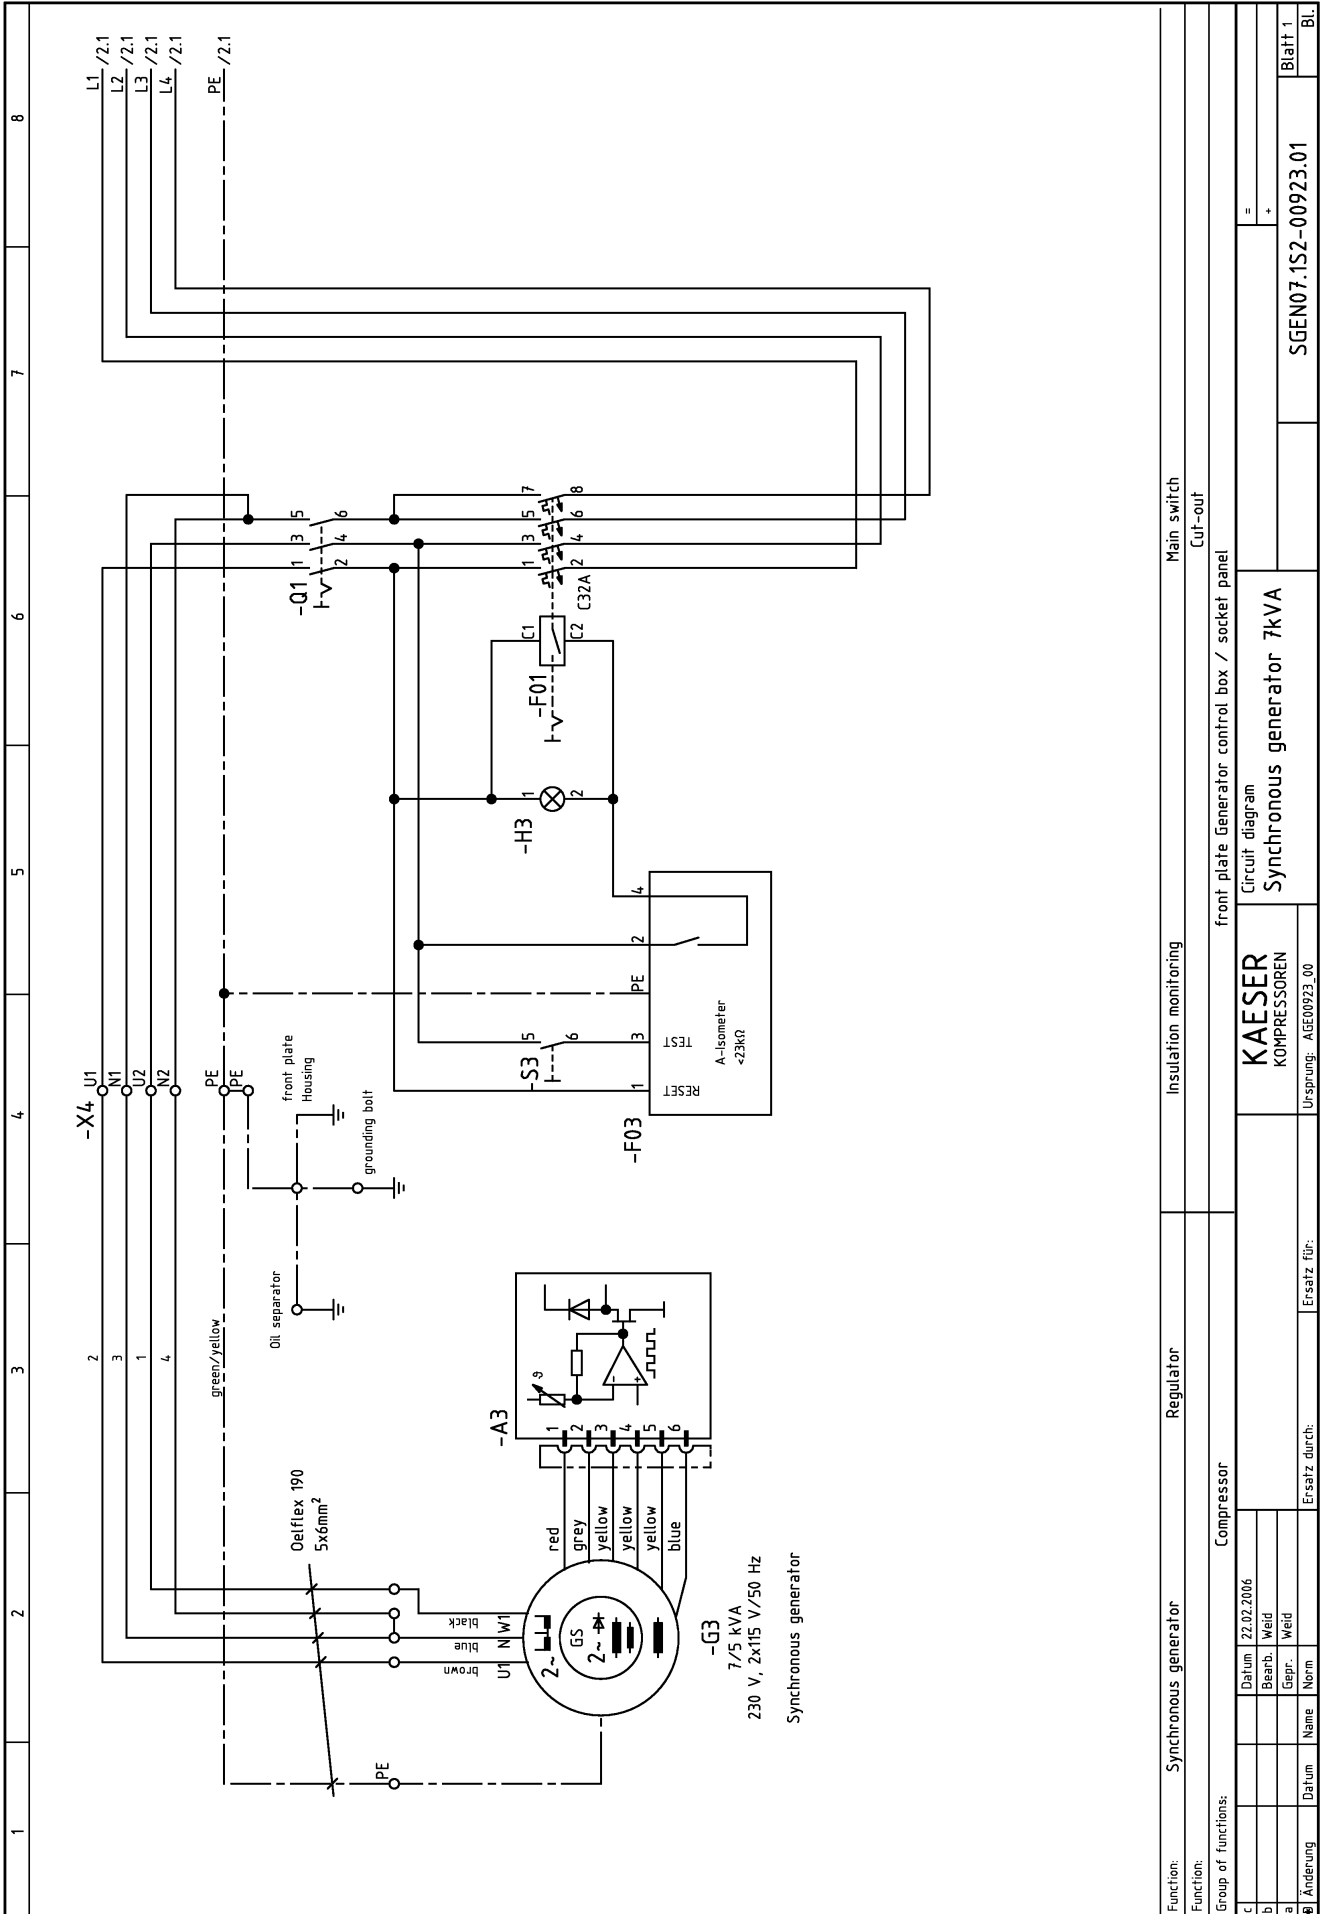 1 2 3 4 5 6 7 8
L1 /2.1
L2 /2.1
L3 /2.1
L4 /2.1
PE /2.1
-X4
U1
N1
U2
N2
PE
PE
2
3
1
4
green/yellow
Oelflex 190
5x6mm²
Oil separator
front plate
Housing
grounding bolt
-Q1
1 2
3 4
5 6
-F01
C1 C2
C32A
1 2
3 4
5 6
7 8
-H3
1 2
-S3
5 6
-F03
1 RESET
3 TEST
PE
2
4
A-Isometer
<23kΩ
-A3
1
2
3
4
5
6
ϑ
-
+
red
grey
yellow
yellow
yellow
blue
PE
brown
blue
black
U1 N W1
2~
GS
2~
-G3
7/5 kVA
230 V, 2x115 V/50 Hz
Synchronous generator
Function: Synchronous generator Regulator Insulation monitoring Main switch
Function: Cut-out
Group of functions: Compressor front plate Generator control box / socket panel
c Datum 22.02.2006
b Bearb. Weid
a Gepr. Weid
Änderung Datum Name Norm Ersatz durch: Ersatz für: Ursprung: AGE00923_00
KAESER
KOMPRESSOREN
Circuit diagram
Synchronous generator 7kVA
=
+
SGEN07.1S2-00923.01
Blatt 1
Bl.